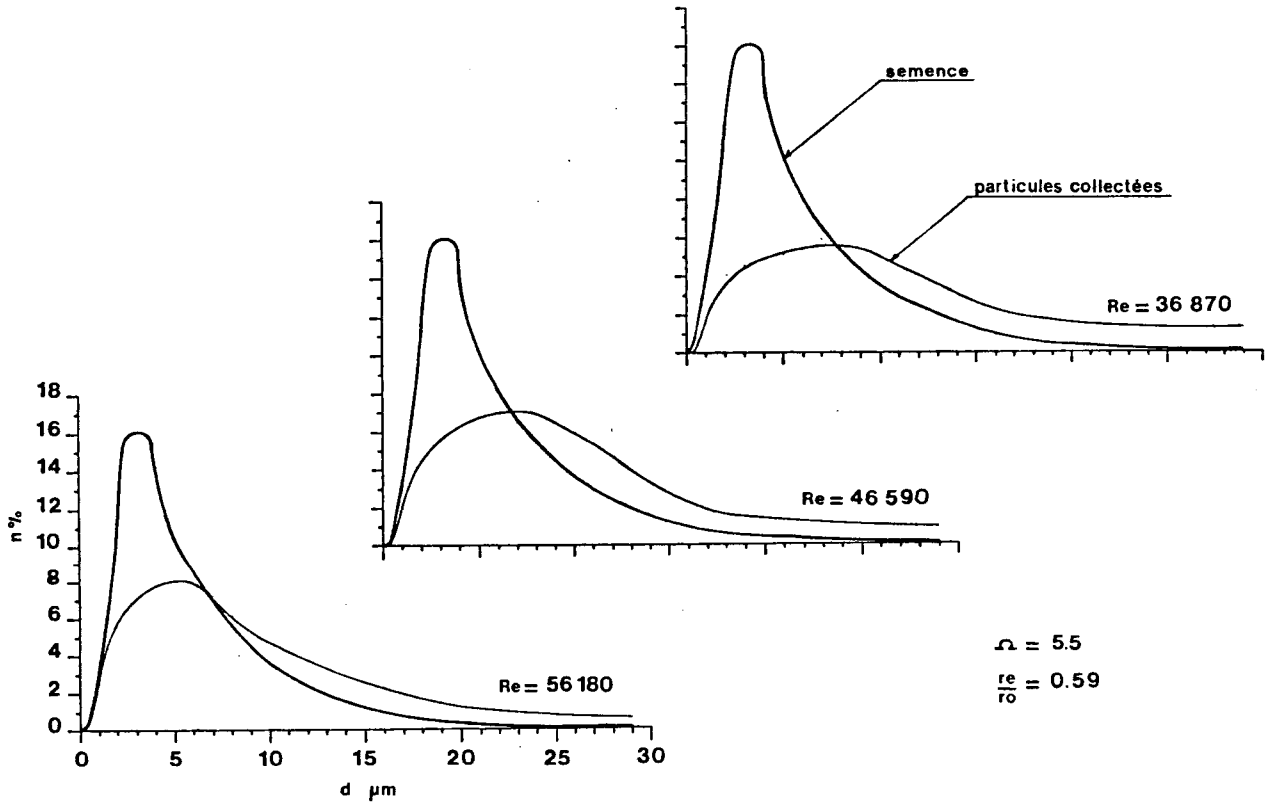 semence
particules collectées
Re = 36 870
Re = 46 590
18
16
14
12
10
8
6
4
2
0
n%
Re = 56 180
0 5 10 15 20 25 30
d µm
Ω = 5.5
re/ro = 0.59